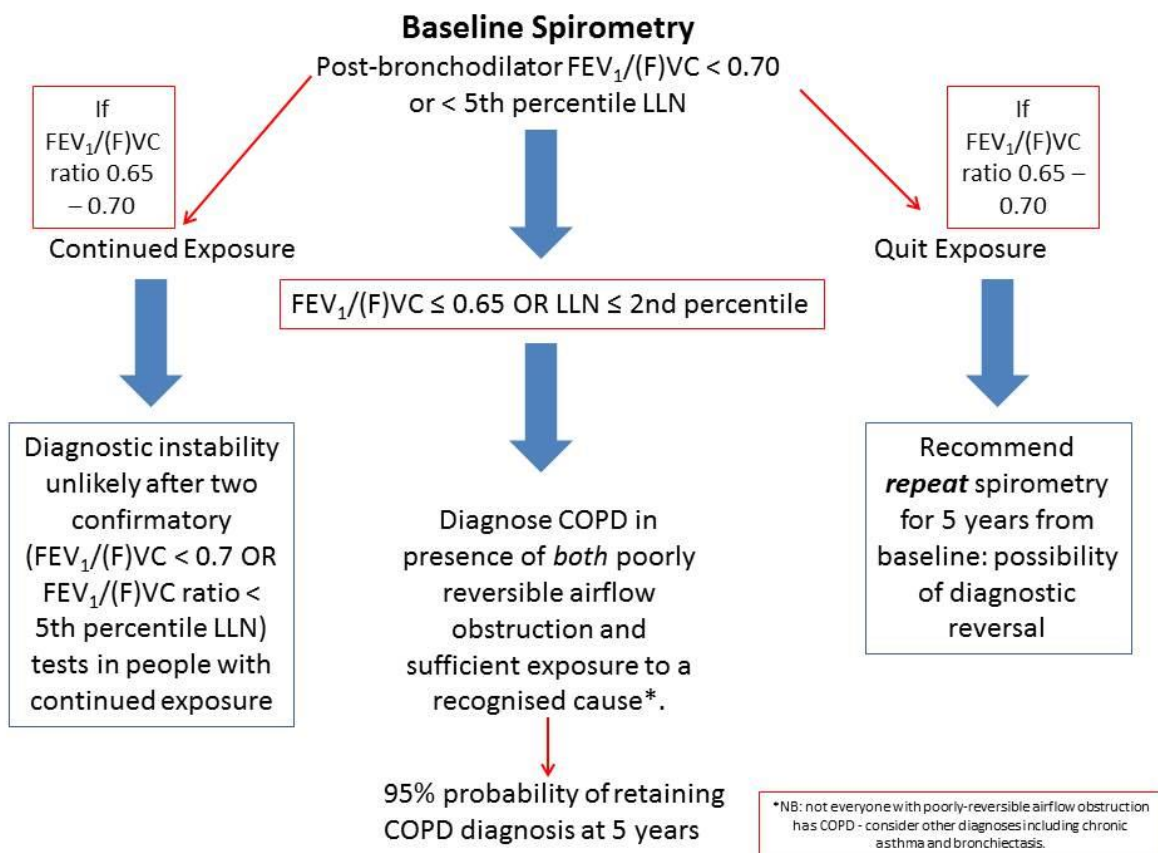 Baseline Spirometry
Post-bronchodilator FEV₁/(F)VC < 0.70
or < 5th percentile LLN
If
FEV₁/(F)VC
ratio 0.65
– 0.70
If
FEV₁/(F)VC
ratio 0.65 –
0.70
Continued Exposure
Quit Exposure
FEV₁/(F)VC ≤ 0.65 OR LLN ≤ 2nd percentile
Diagnostic instability
unlikely after two
confirmatory
(FEV₁/(F)VC < 0.7 OR
FEV₁/(F)VC ratio <
5th percentile LLN)
tests in people with
continued exposure
Diagnose COPD in
presence of both poorly
reversible airflow
obstruction and
sufficient exposure to a
recognised cause*.
Recommend
repeat spirometry
for 5 years from
baseline: possibility
of diagnostic
reversal
95% probability of retaining
COPD diagnosis at 5 years
*NB: not everyone with poorly-reversible airflow obstruction
has COPD - consider other diagnoses including chronic
asthma and bronchiectasis.